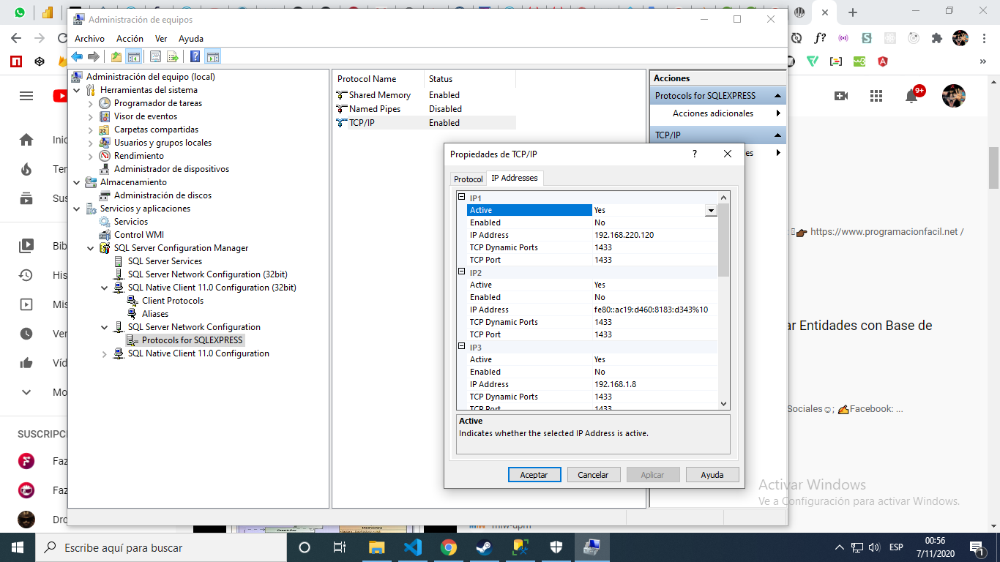 Administración de equipos
Archivo Acción Ver Ayuda
f?
9+
Administración del equipo (local)
Herramientas del sistema
Programador de tareas
Visor de eventos
Carpetas compartidas
Usuarios y grupos locales
Rendimiento
Administrador de dispositivos
Almacenamiento
Administración de discos
Servicios y aplicaciones
Servicios
Control WMI
SQL Server Configuration Manager
SQL Server Services
SQL Server Network Configuration (32bit)
SQL Native Client 11.0 Configuration (32bit)
Client Protocols
Aliases
SQL Server Network Configuration
Protocols for SQLEXPRESS
SQL Native Client 11.0 Configuration
Protocol Name Status
Shared Memory Enabled
Named Pipes Disabled
TCP/IP Enabled
Acciones
Protocols for SQLEXPRESS
Acciones adicionales
TCP/IP
es
Propiedades de TCP/IP
?
Protocol IP Addresses
IP1
Active Yes
Enabled No
IP Address 192.168.220.120
TCP Dynamic Ports 1433
TCP Port 1433
IP2
Active Yes
Enabled No
IP Address fe80::ac19:d460:8183:d343%10
TCP Dynamic Ports 1433
TCP Port 1433
IP3
Active Yes
Enabled No
IP Address 192.168.1.8
TCP Dynamic Ports 1433
TCP Port 1433
Active
Indicates whether the selected IP Address is active.
Aceptar Cancelar Aplicar Ayuda
Inic
Ter
Sus
Bib
His
Mis
Ver
Víd
Mo
SUSCRIPC
Faz
Faz
Dro
https://www.programacionfacil.net /
ar Entidades con Base de
Sociales☺; ✍Facebook: ...
Activar Windows
Ve a Configuración para activar Windows.
Escribe aquí para buscar
ESP
00:56
7/11/2020
1